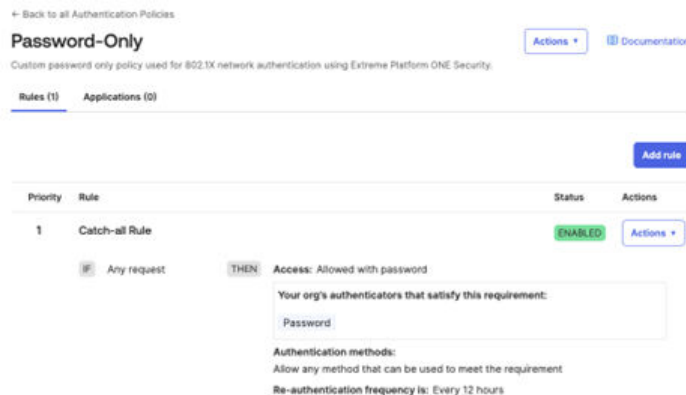 ← Back to all Authentication Policies
Password-Only
Actions ▾
Documentation
Custom password only policy used for 802.1X network authentication using Extreme Platform ONE Security.
Rules (1) Applications (0)
Add rule
Priority Rule Status Actions
1 Catch-all Rule ENABLED Actions ▾
IF Any request THEN Access: Allowed with password
Your org's authenticators that satisfy this requirement:
Password
Authentication methods:
Allow any method that can be used to meet the requirement
Re-authentication frequency is: Every 12 hours